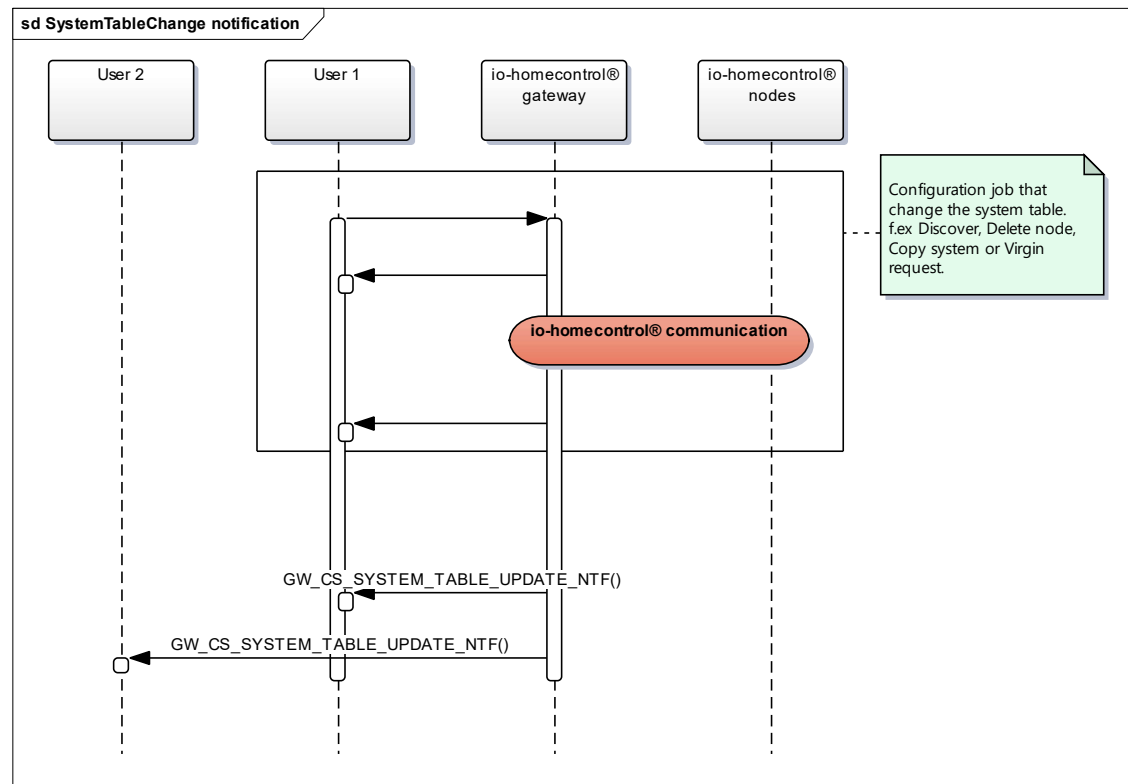 sd SystemTableChange notification
User 2
User 1
io-homecontrol®
gateway
io-homecontrol®
nodes
Configuration job that
change the system table.
f.ex Discover, Delete node,
Copy system or Virgin
request.
io-homecontrol® communication
GW_CS_SYSTEM_TABLE_UPDATE_NTF()
GW_CS_SYSTEM_TABLE_UPDATE_NTF()